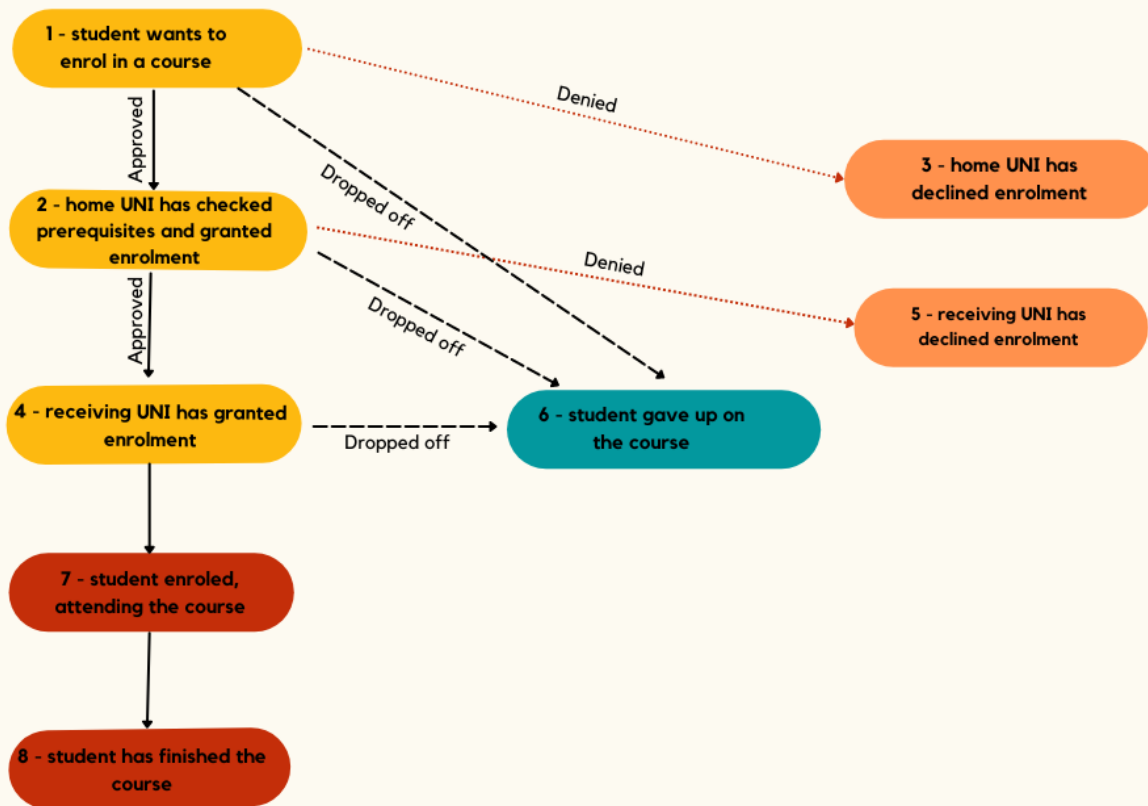 1 - student wants to
enrol in a course
Denied
Approved
3 - home UNI has
declined enrolment
Dropped off
2 - home UNI has checked
prerequisites and granted
enrolment
Denied
Dropped off
Approved
5 - receiving UNI has
declined enrolment
4 - receiving UNI has granted
enrolment
Dropped off
6 - student gave up on
the course
7 - student enroled,
attending the course
8 - student has finished the
course